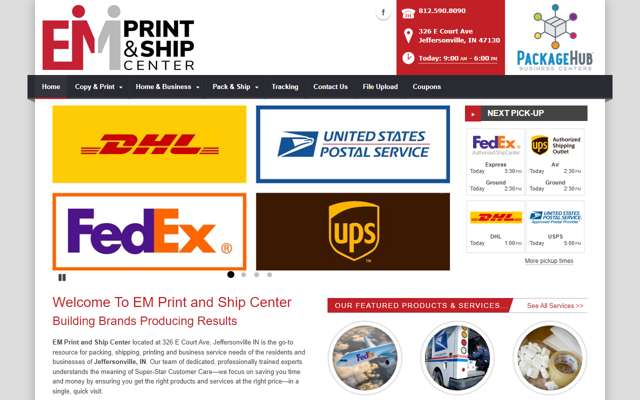 EM PRINT
&SHIP
CENTER
f
812.590.8090
326 E Court Ave
Jeffersonville, IN 47130
Today: 9:00 AM - 6:00 PM
PACKAGEHUB
BUSINESS CENTERS
Home Copy & Print Home & Business Pack & Ship Tracking Contact Us File Upload Coupons
DHL
UNITED STATES
POSTAL SERVICE
FedEx®
ups
NEXT PICK-UP
FedEx
Authorized ShipCenter
Express
Today 3:30 PM
Ground
Today 2:30 PM
ups Authorized
Shipping
Outlet
Air
Today 2:30 PM
Ground
Today 2:30 PM
DHL
DHL
Today 1:00 PM
UNITED STATES
POSTAL SERVICE
Approved Postal Provider
USPS
Today 5:00 PM
More pickup times
Welcome To EM Print and Ship Center
Building Brands Producing Results
EM Print and Ship Center located at 326 E Court Ave, Jeffersonville IN is the go-to
resource for packing, shipping, printing and business service needs of the residents and
businesses of Jeffersonville, IN. Our team of dedicated, professionally trained experts
understands the meaning of Super-Star Customer Care—we focus on saving you time
and money by ensuring you get the right products and services at the right price—in a
single, quick visit.
OUR FEATURED PRODUCTS & SERVICES...
See All Services >>
FedEx